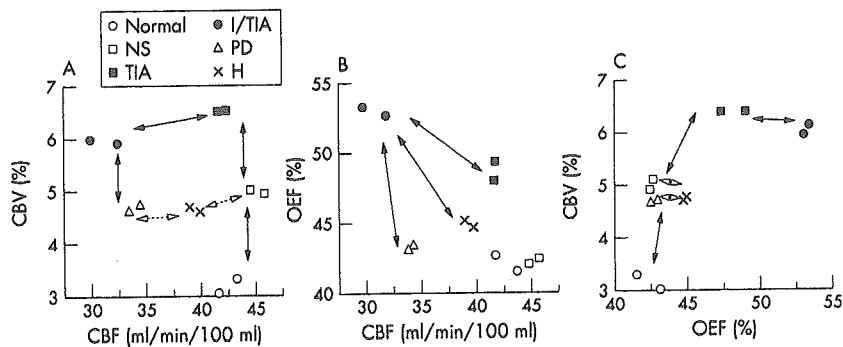 Normal I/TIA
NS PD
TIA H
A
7
6
5
4
3
CBV (%)
30 35 40 45 50
CBF (ml/min/100 ml)
B
55
50
45
40
OEF (%)
30 35 40 45
CBF (ml/min/100 ml)
C
7
6
5
4
3
CBV (%)
40 45 50 55
OEF (%)